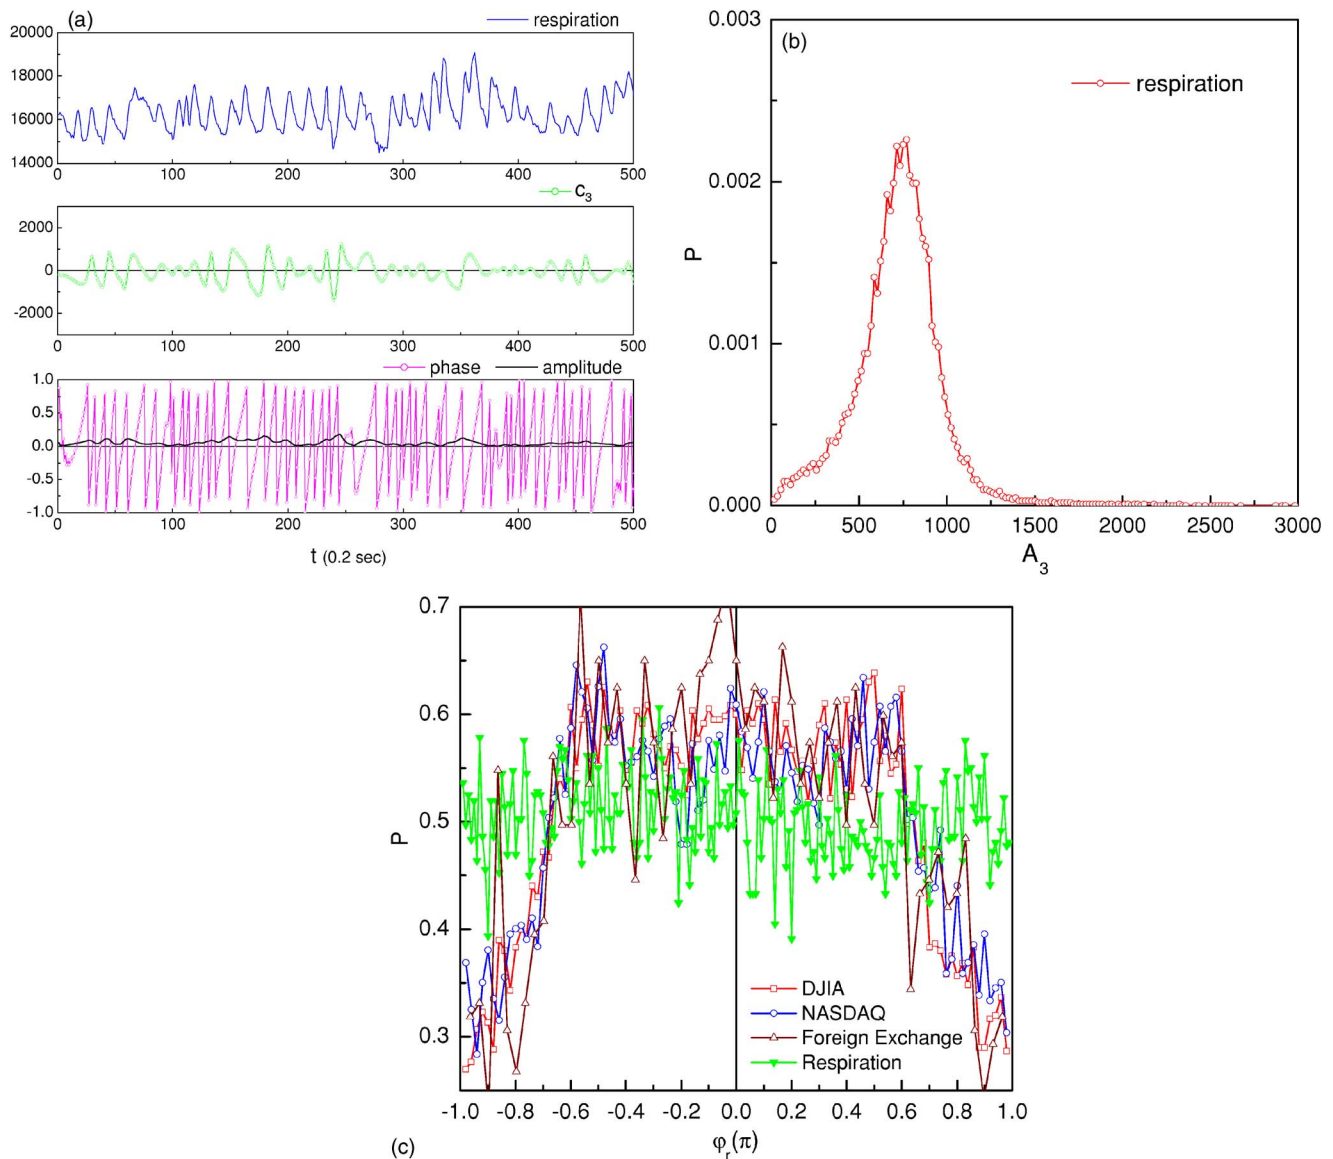 (a)
respiration
20000
18000
16000
14000
0 100 200 300 400 500
c3
2000
0
-2000
0 100 200 300 400 500
phase amplitude
1.0
0.5
0.0
-0.5
-1.0
0 100 200 300 400 500
t (0.2 sec)
(b)
respiration
0.003
0.002
0.001
0.000
P
0 500 1000 1500 2000 2500 3000
A3
0.7
0.6
0.5
0.4
0.3
P
DJIA
NASDAQ
Foreign Exchange
Respiration
-1.0 -0.8 -0.6 -0.4 -0.2 0.0 0.2 0.4 0.6 0.8 1.0
φr(π)
(c)